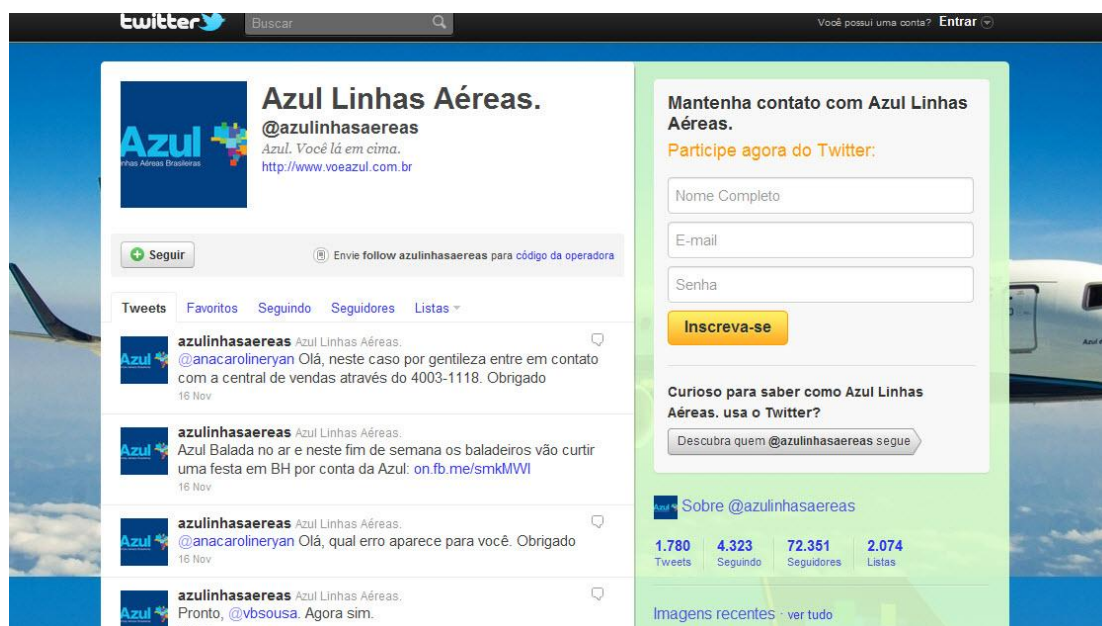 twitter
Buscar
Você possui uma conta? Entrar
Azul
Linhas Aéreas Brasileiras
Azul Linhas Aéreas.
@azulinhasaereas
Azul. Você lá em cima.
http://www.voeazul.com.br
Seguir
Envie follow azulinhasaereas para código da operadora
Tweets Favoritos Seguindo Seguidores Listas
Azul
azulinhasaereas Azul Linhas Aéreas.
@anacarolineryan Olá, neste caso por gentileza entre em contato
com a central de vendas através do 4003-1118. Obrigado
16 Nov
Azul
azulinhasaereas Azul Linhas Aéreas.
Azul Balada no ar e neste fim de semana os baladeiros vão curtir
uma festa em BH por conta da Azul: on.fb.me/smkMWI
16 Nov
Azul
azulinhasaereas Azul Linhas Aéreas.
@anacarolineryan Olá, qual erro aparece para você. Obrigado
16 Nov
Azul
azulinhasaereas Azul Linhas Aéreas.
Pronto, @vbsousa. Agora sim.
Mantenha contato com Azul Linhas
Aéreas.
Participe agora do Twitter:
Nome Completo
E-mail
Senha
Inscreva-se
Curioso para saber como Azul Linhas
Aéreas. usa o Twitter?
Descubra quem @azulinhasaereas segue
Azul
Sobre @azulinhasaereas
1.780 4.323 72.351 2.074
Tweets Seguindo Seguidores Listas
Imagens recentes · ver tudo